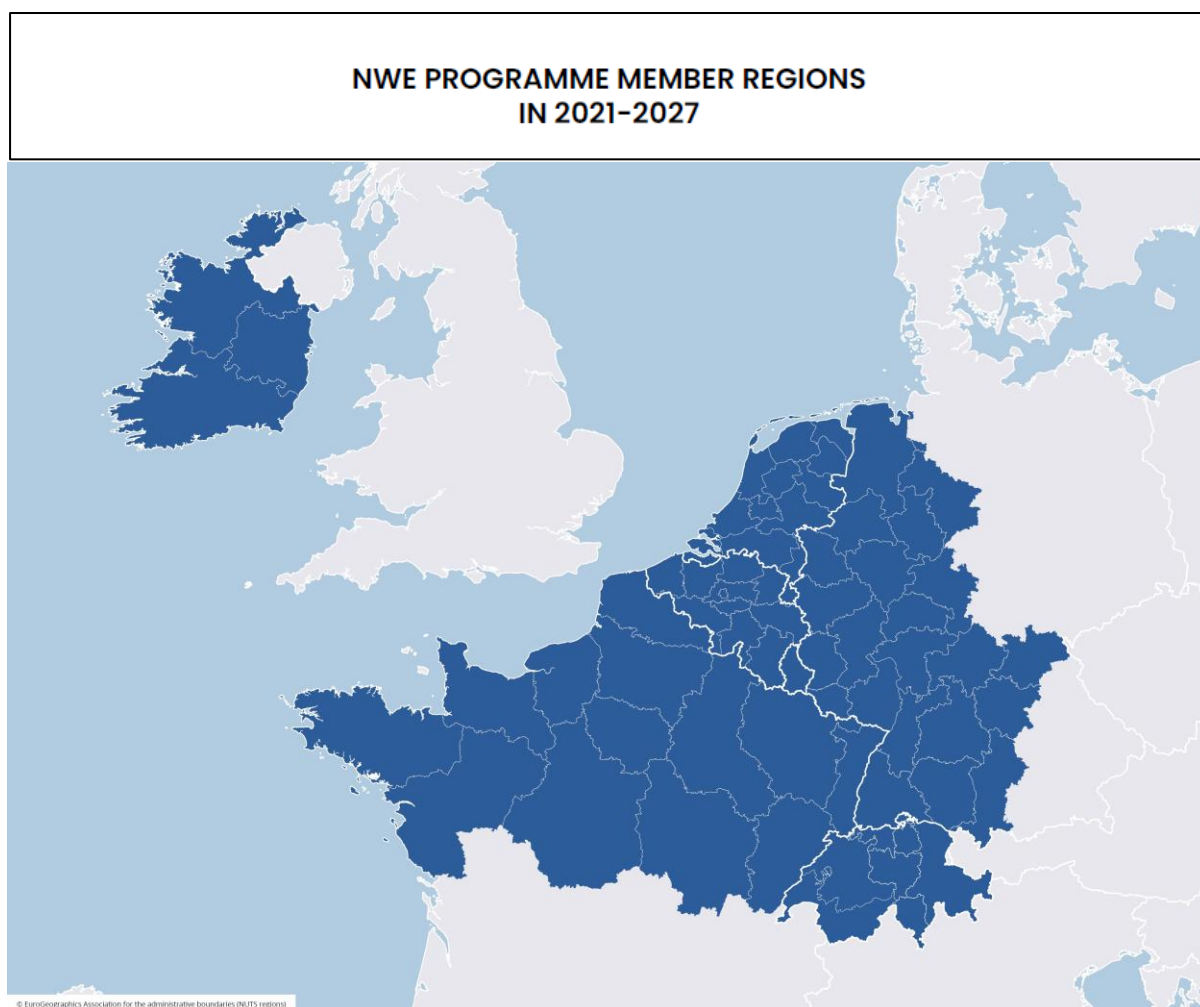 NWE PROGRAMME MEMBER REGIONS
IN 2021-2027
© EuroGeographics Association for the administrative boundaries (NUTS regions)